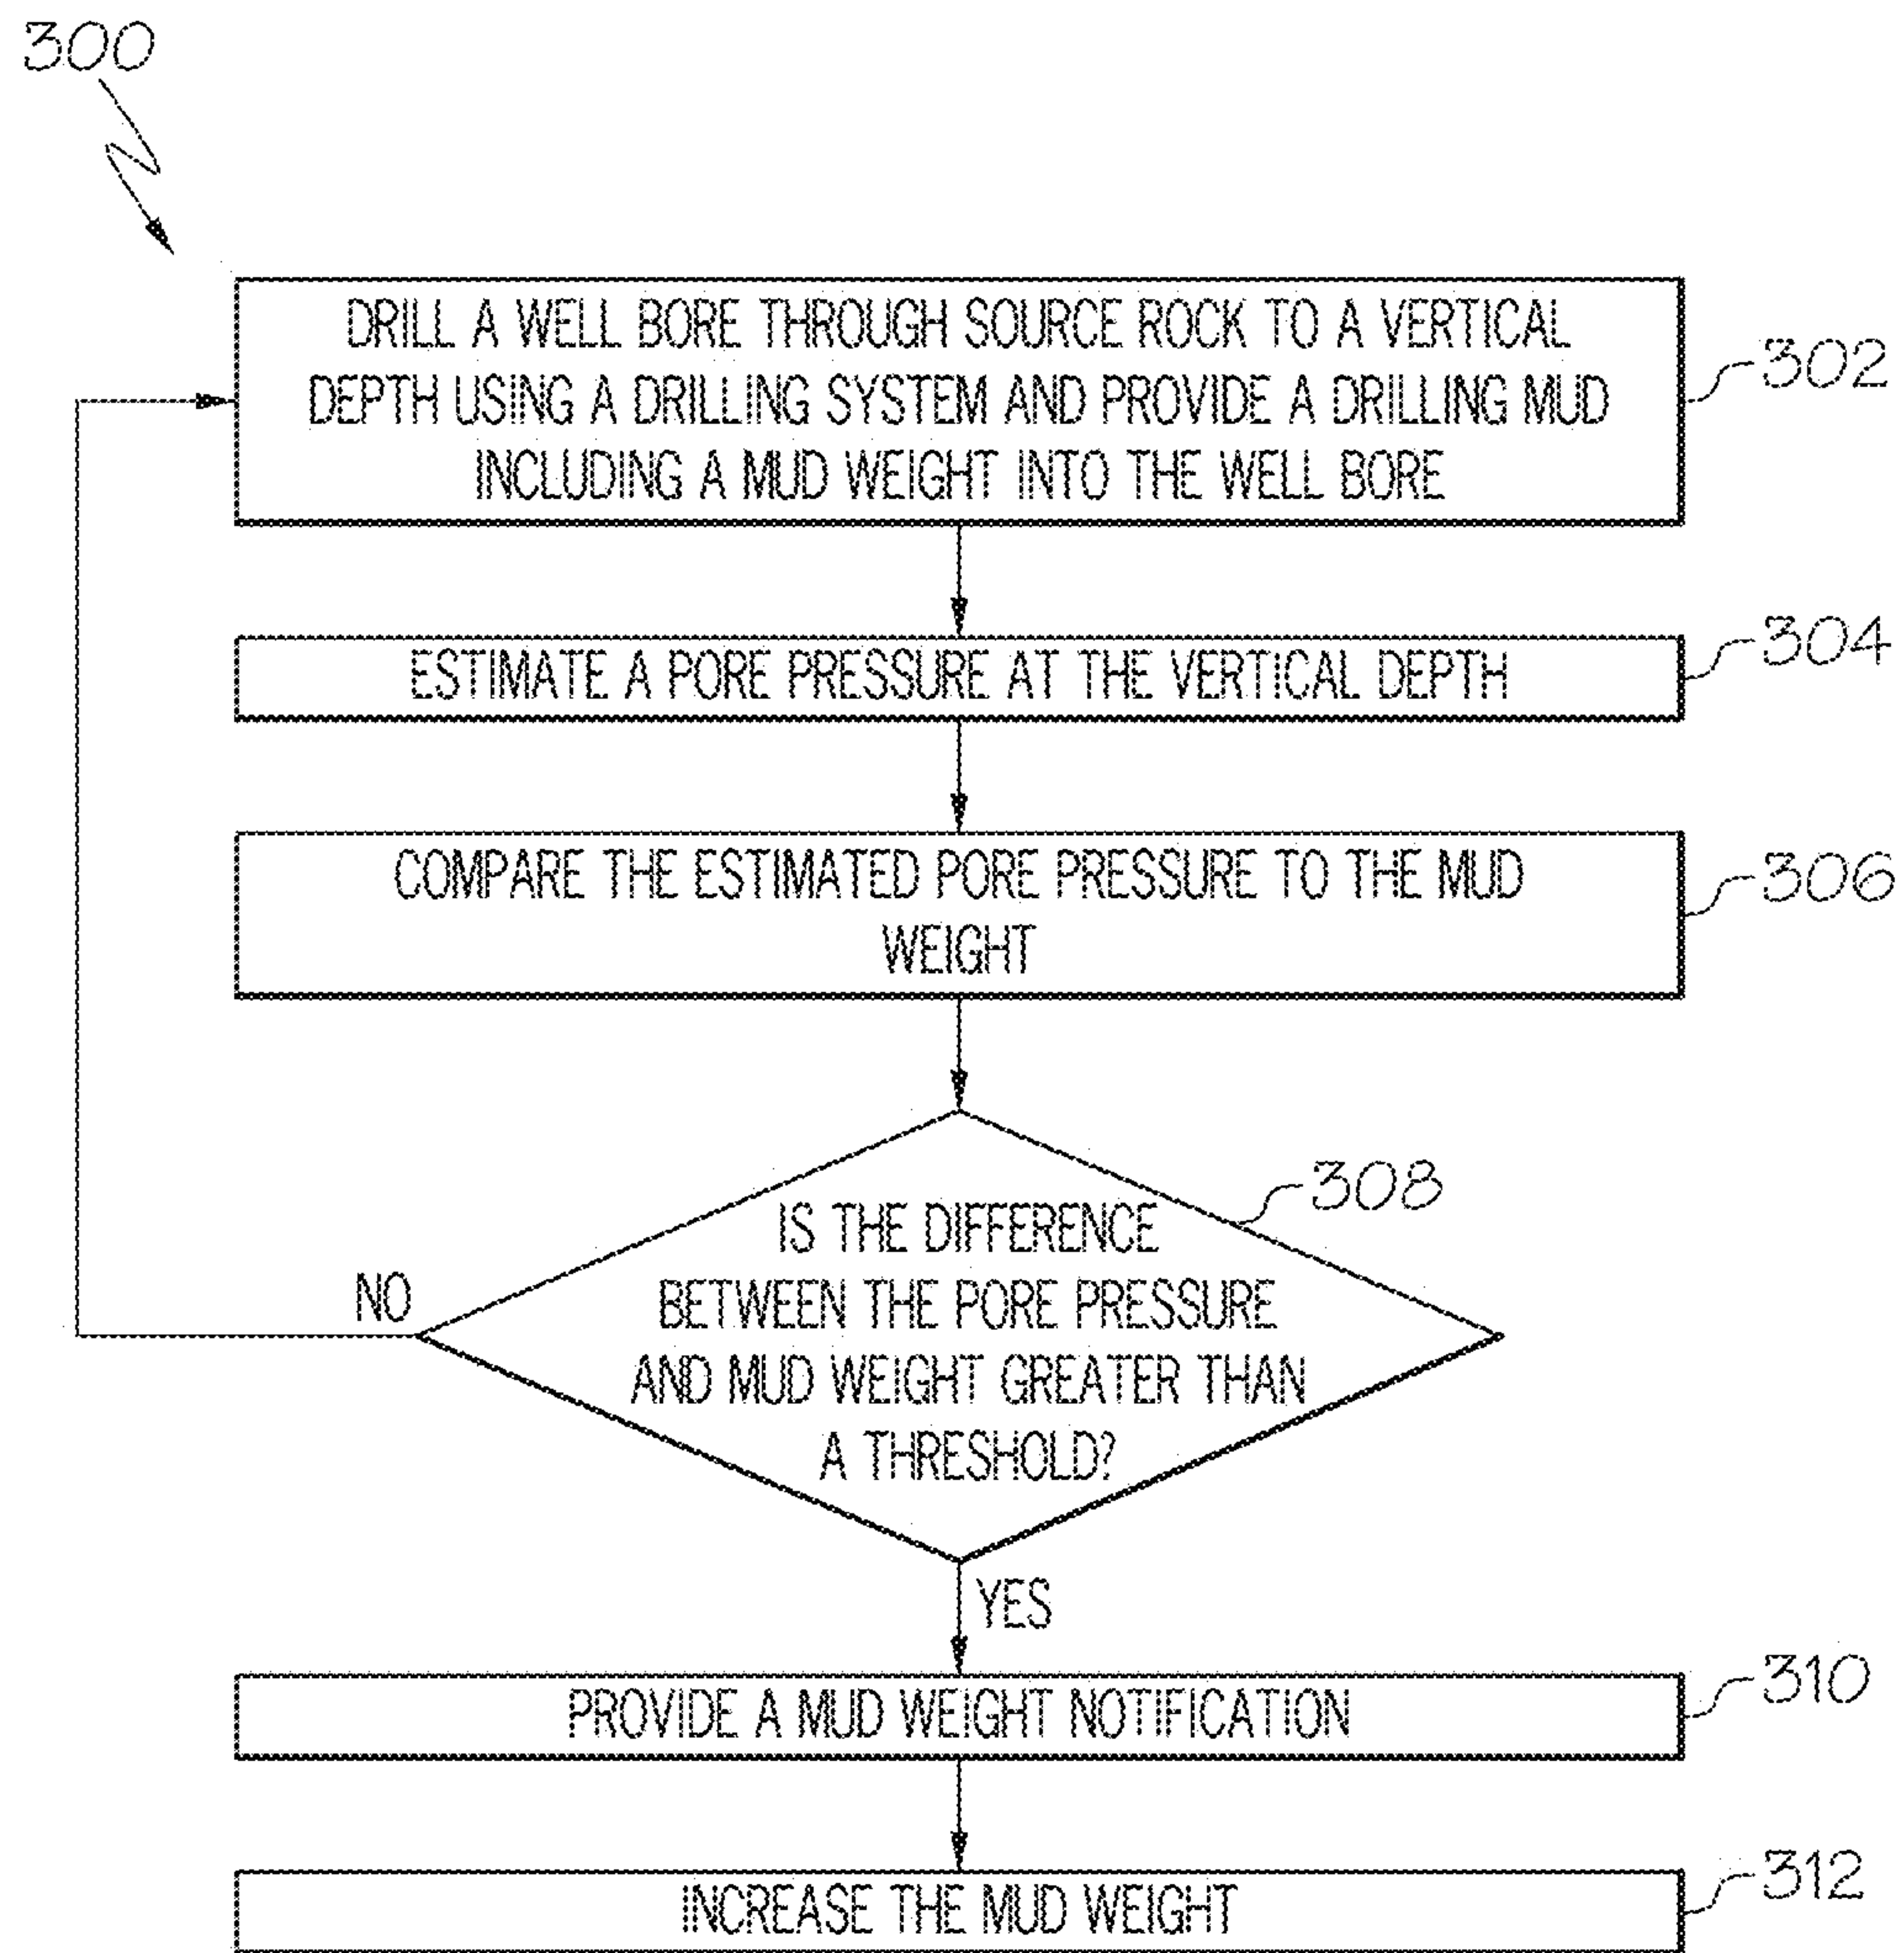 300
DRILL A WELL BORE THROUGH SOURCE ROCK TO A VERTICAL
DEPTH USING A DRILLING SYSTEM AND PROVIDE A DRILLING MUD
INCLUDING A MUD WEIGHT INTO THE WELL BORE
302
ESTIMATE A PORE PRESSURE AT THE VERTICAL DEPTH
304
COMPARE THE ESTIMATED PORE PRESSURE TO THE MUD
WEIGHT
306
IS THE DIFFERENCE
BETWEEN THE PORE PRESSURE
AND MUD WEIGHT GREATER THAN
A THRESHOLD?
308
NO
YES
PROVIDE A MUD WEIGHT NOTIFICATION
310
INCREASE THE MUD WEIGHT
312